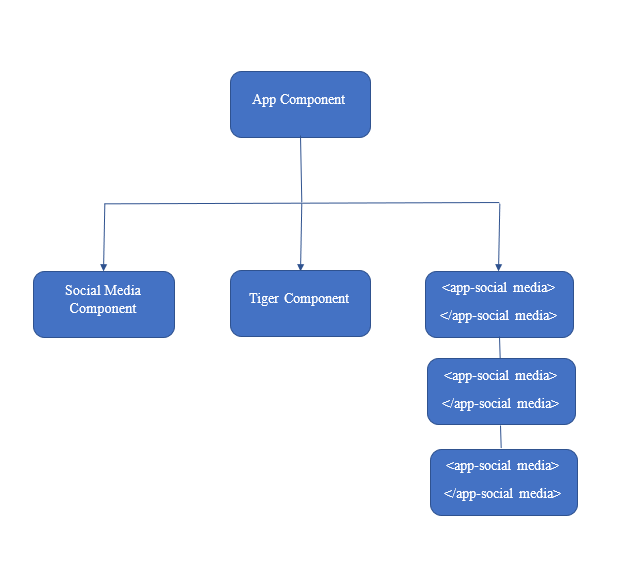 App Component
Social Media
Component
Tiger Component
<app-social media>
</app-social media>
<app-social media>
</app-social media>
<app-social media>
</app-social media>